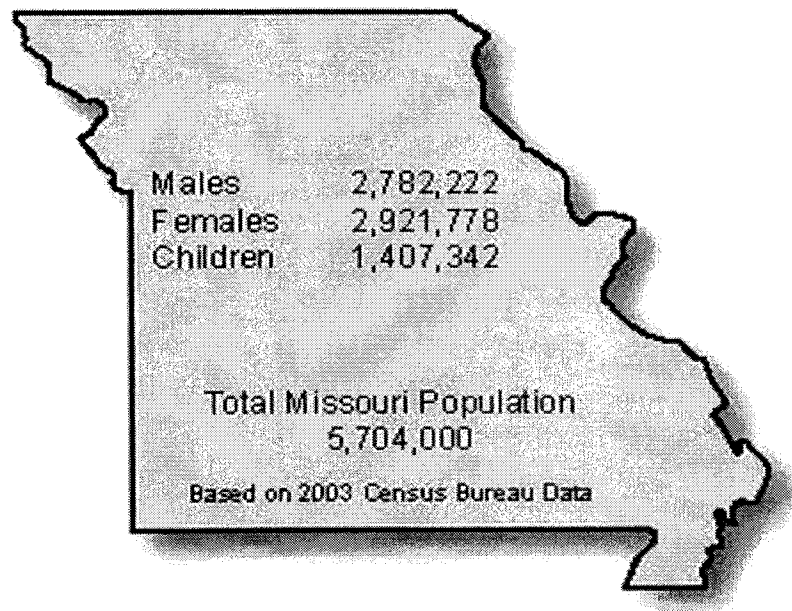 Males 2,782,222
Females 2,921,778
Children 1,407,342
Total Missouri Population
5,704,000
Based on 2003 Census Bureau Data